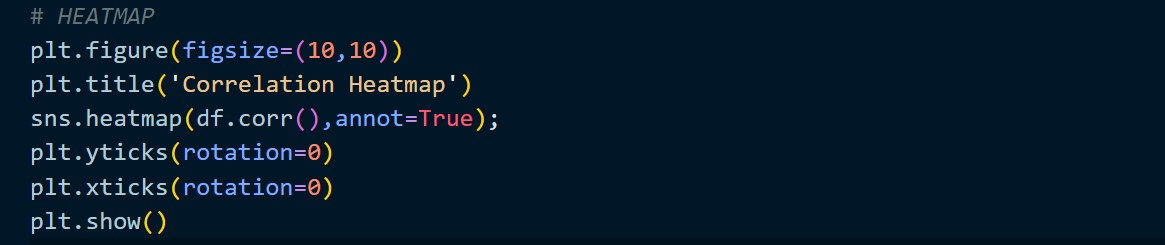 # HEATMAP
plt.figure(figsize=(10,10))
plt.title('Correlation Heatmap')
sns.heatmap(df.corr(),annot=True);
plt.yticks(rotation=0)
plt.xticks(rotation=0)
plt.show()